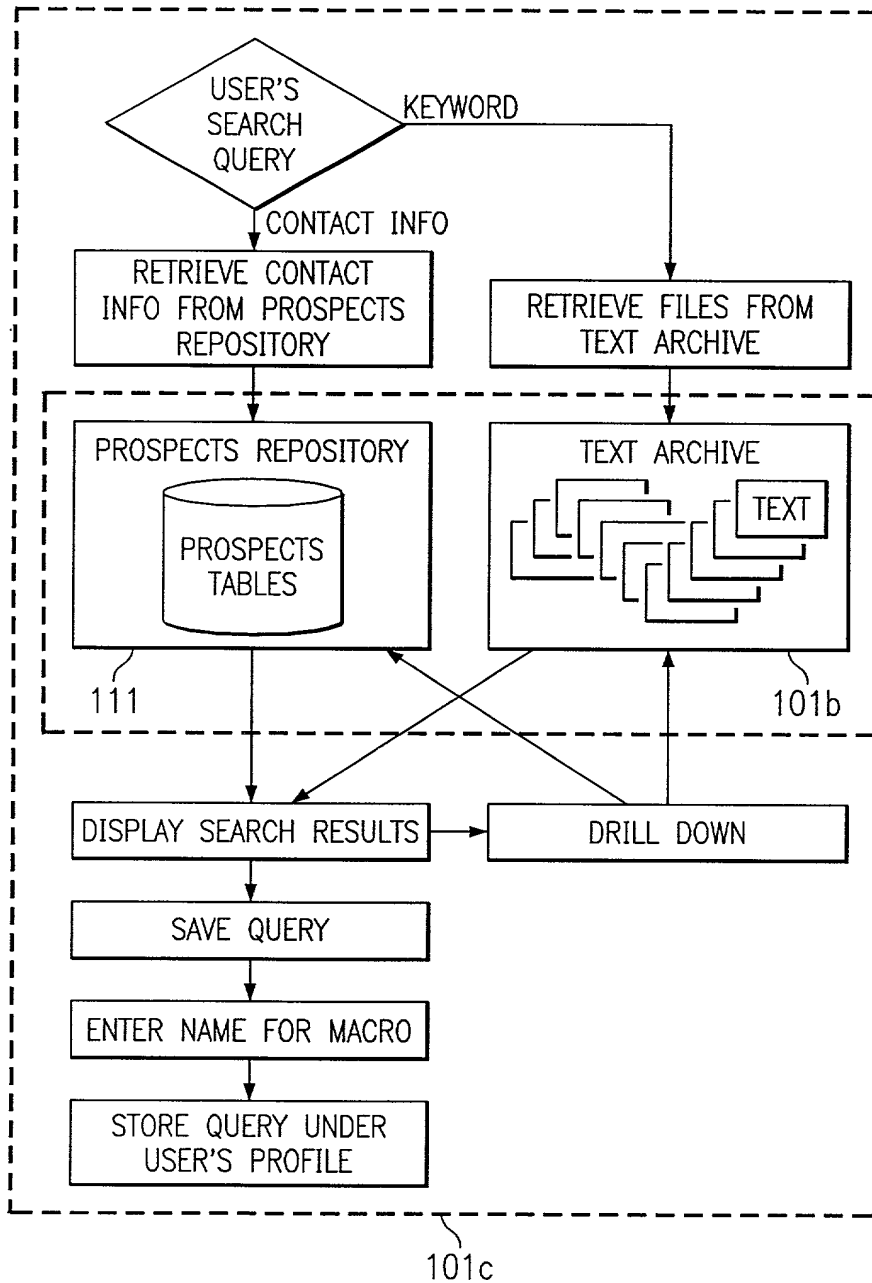 USER'S
SEARCH
QUERY
KEYWORD
CONTACT INFO
RETRIEVE CONTACT
INFO FROM PROSPECTS
REPOSITORY
RETRIEVE FILES FROM
TEXT ARCHIVE
PROSPECTS REPOSITORY
PROSPECTS
TABLES
TEXT ARCHIVE
TEXT
111
101b
DISPLAY SEARCH RESULTS
DRILL DOWN
SAVE QUERY
ENTER NAME FOR MACRO
STORE QUERY UNDER
USER'S PROFILE
101c